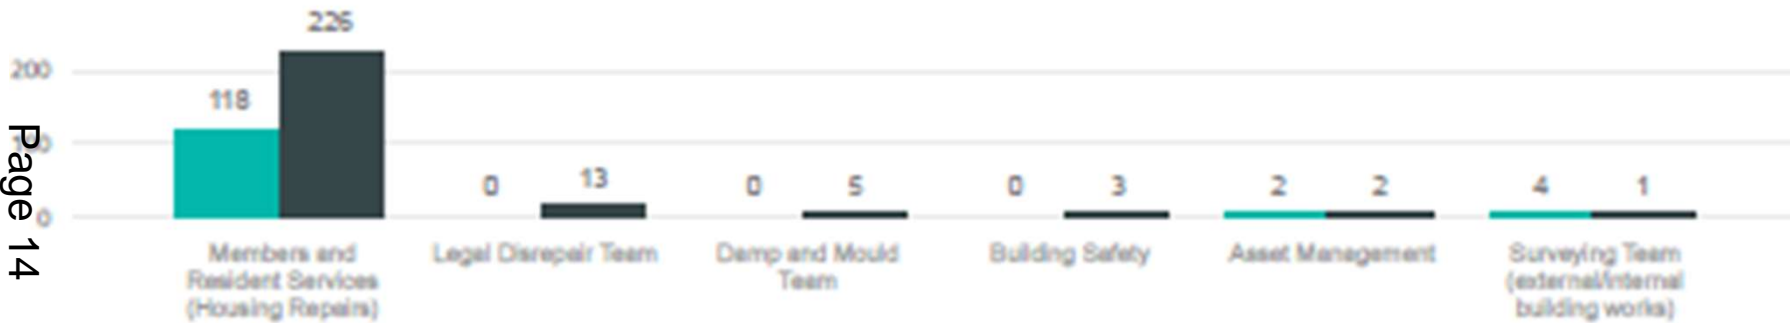 226
200
118
100
0
0
13
0
5
0
3
2
2
4
1
Members and
Resident Services
(Housing Repairs)
Legal Disrepair Team
Damp and Mould
Team
Building Safety
Asset Management
Surveying Team
(external/internal
building works)
Page 14